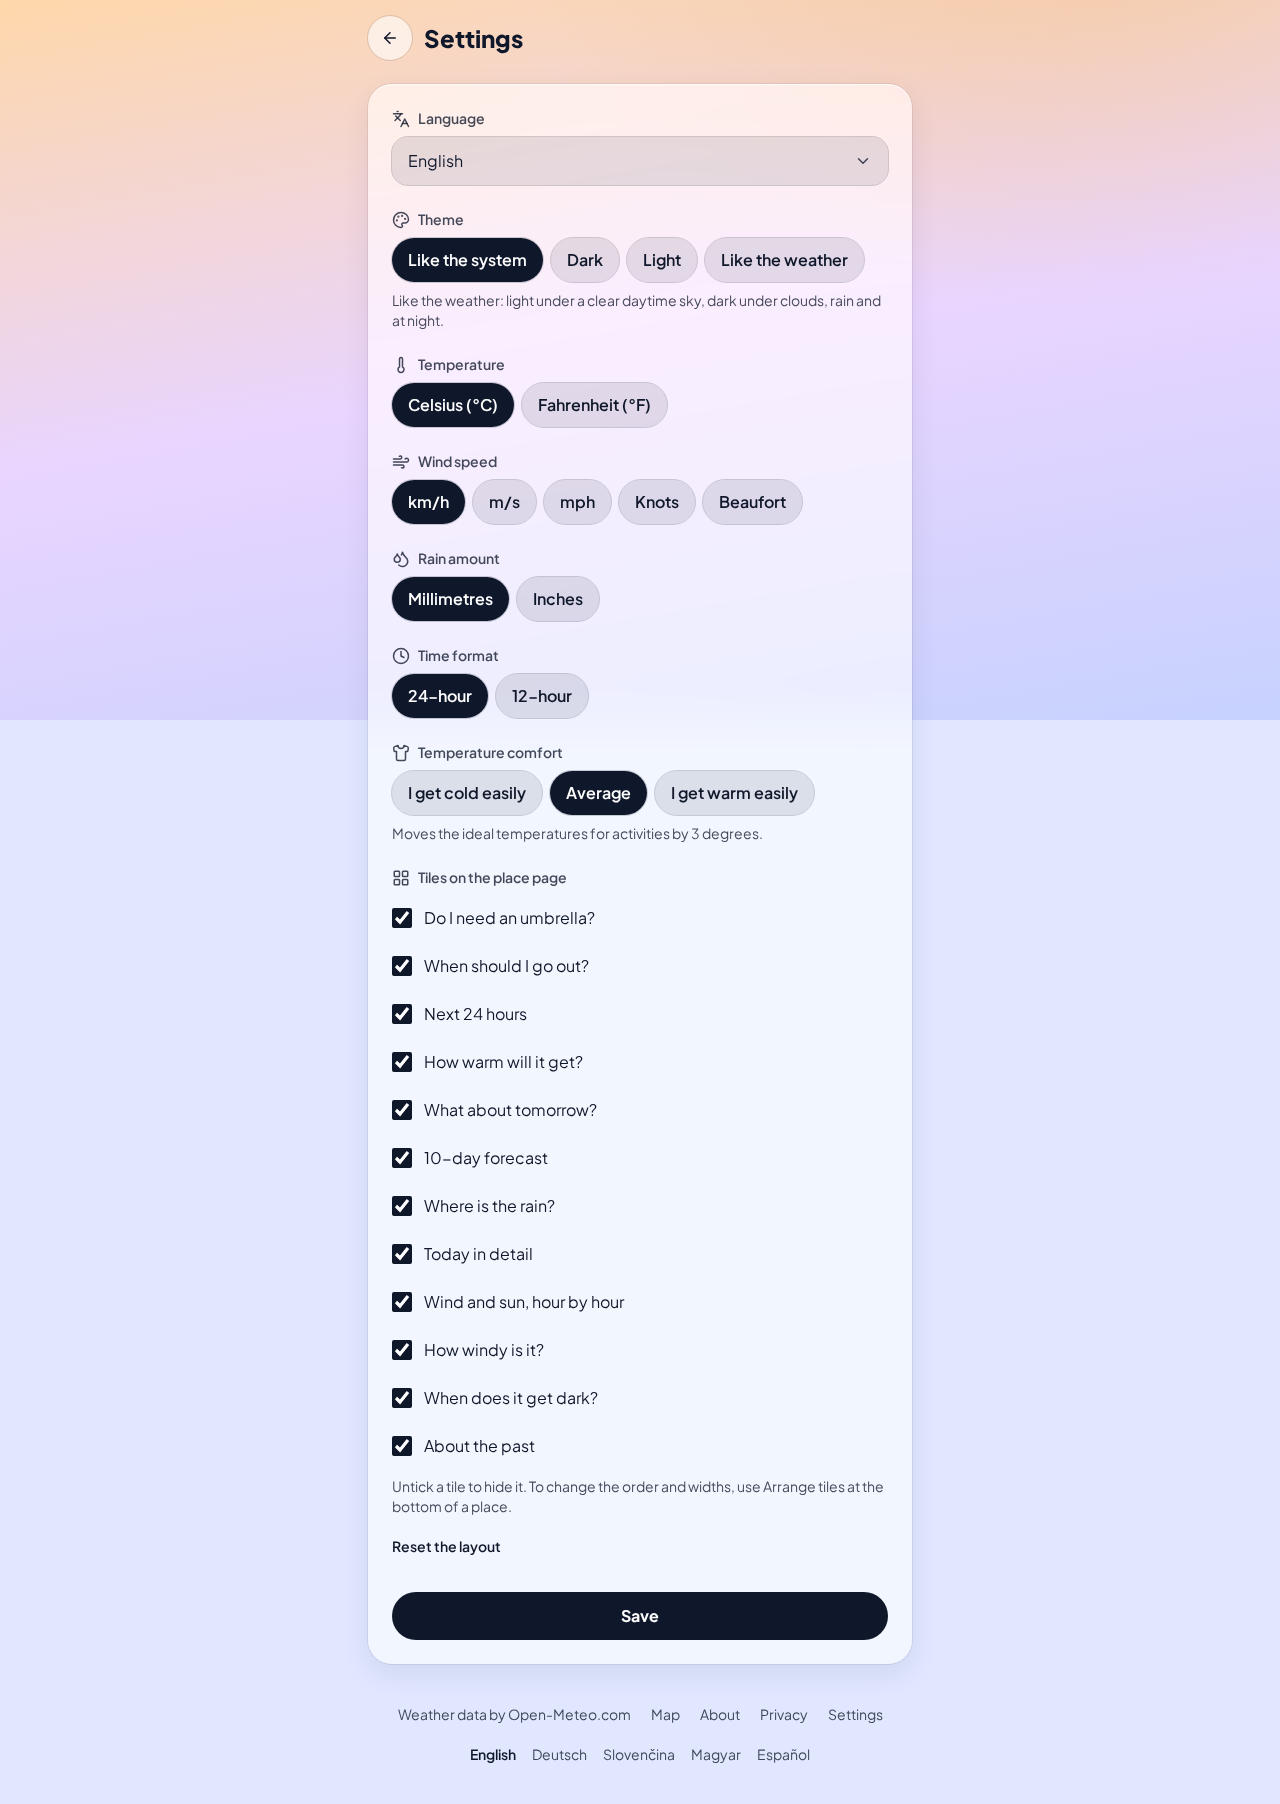 Settings
Language
English
Theme
Like the system Dark Light Like the weather
Like the weather: light under a clear daytime sky, dark under clouds, rain and
at night.
Temperature
Celsius (°C) Fahrenheit (°F)
Wind speed
km/h m/s mph Knots Beaufort
Rain amount
Millimetres Inches
Time format
24-hour 12-hour
Temperature comfort
I get cold easily Average I get warm easily
Moves the ideal temperatures for activities by 3 degrees.
Tiles on the place page
Do I need an umbrella?
When should I go out?
Next 24 hours
How warm will it get?
What about tomorrow?
10-day forecast
Where is the rain?
Today in detail
Wind and sun, hour by hour
How windy is it?
When does it get dark?
About the past
Untick a tile to hide it. To change the order and widths, use Arrange tiles at the
bottom of a place.
Reset the layout
Save
Weather data by Open-Meteo.com Map About Privacy Settings
English Deutsch Slovenčina Magyar Español